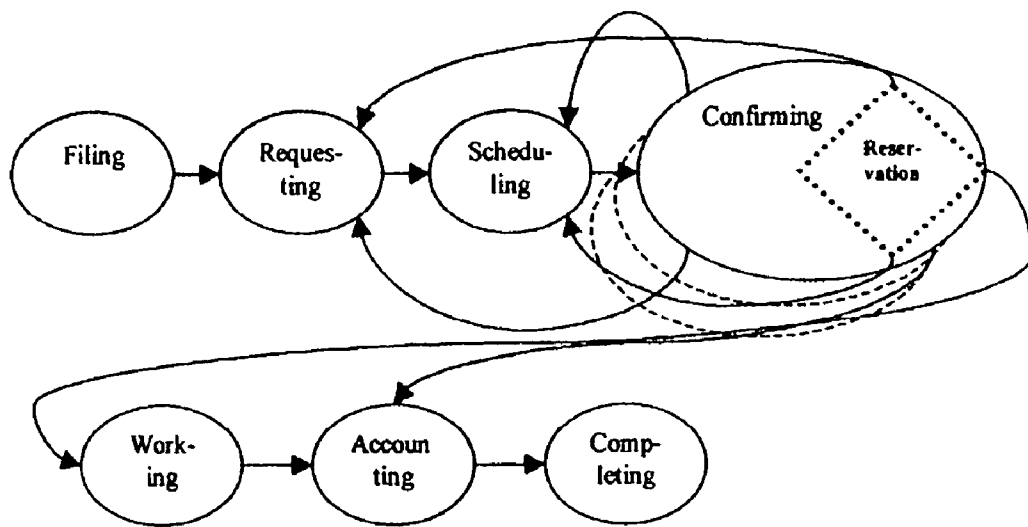 Filing
Reques-
ting
Schedu-
ling
Confirming
Reser-
vation
Work-
ing
Accoun
ting
Comp-
leting